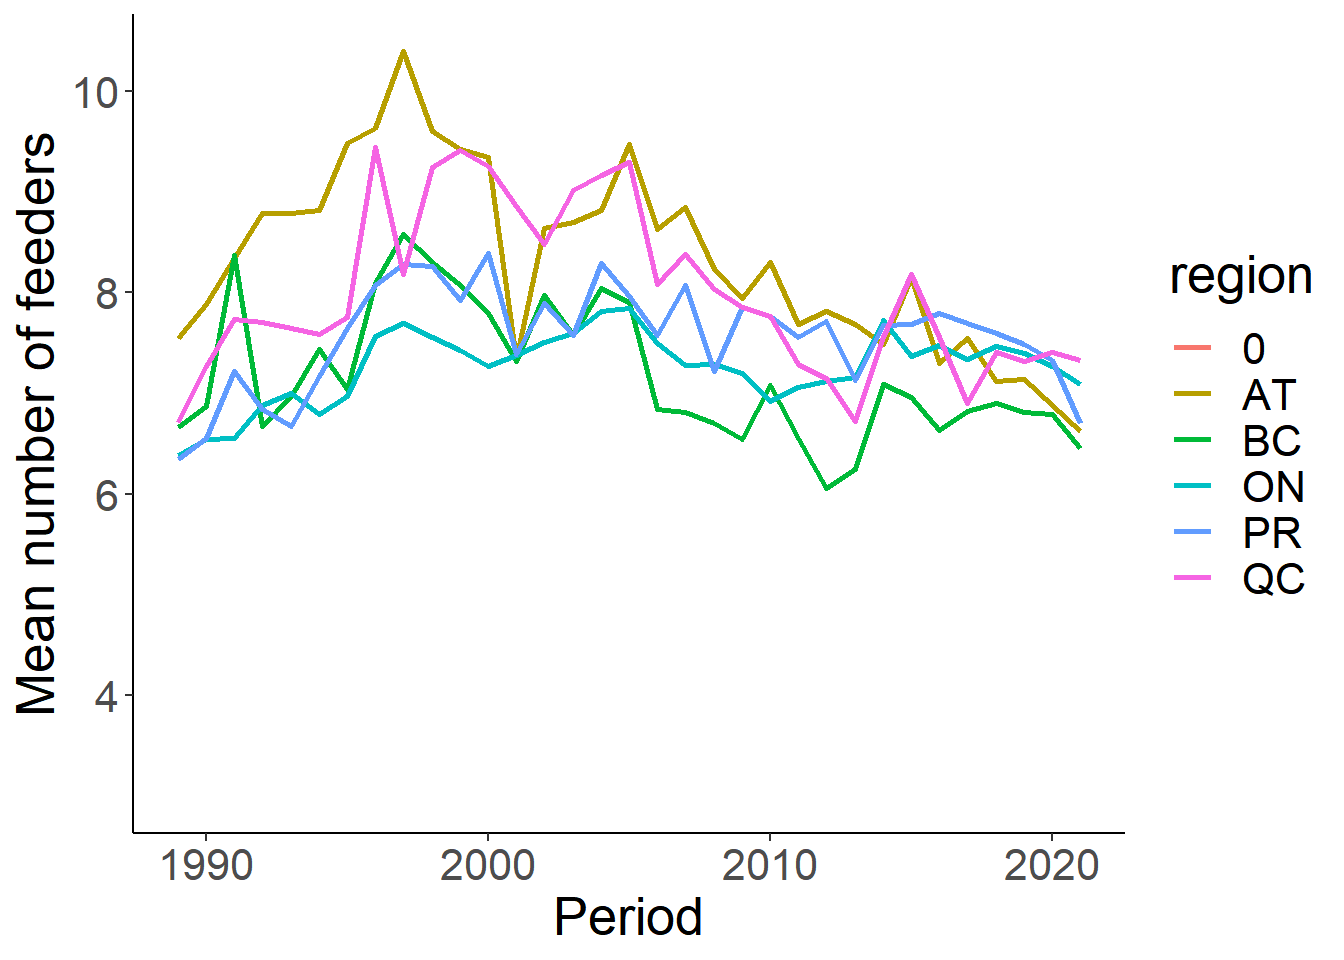 Mean number of feeders
10
8
6
4
1990
2000
2010
2020
Period
region
0
AT
BC
ON
PR
QC